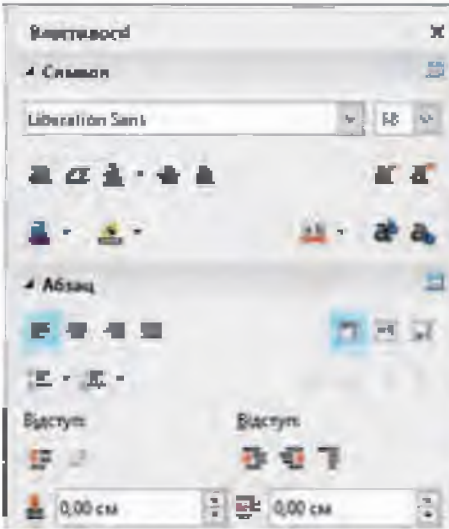 Властивості
Символ
Liberation Sans
Абзац
Відступ Відступ
0,00 см 0,00 см